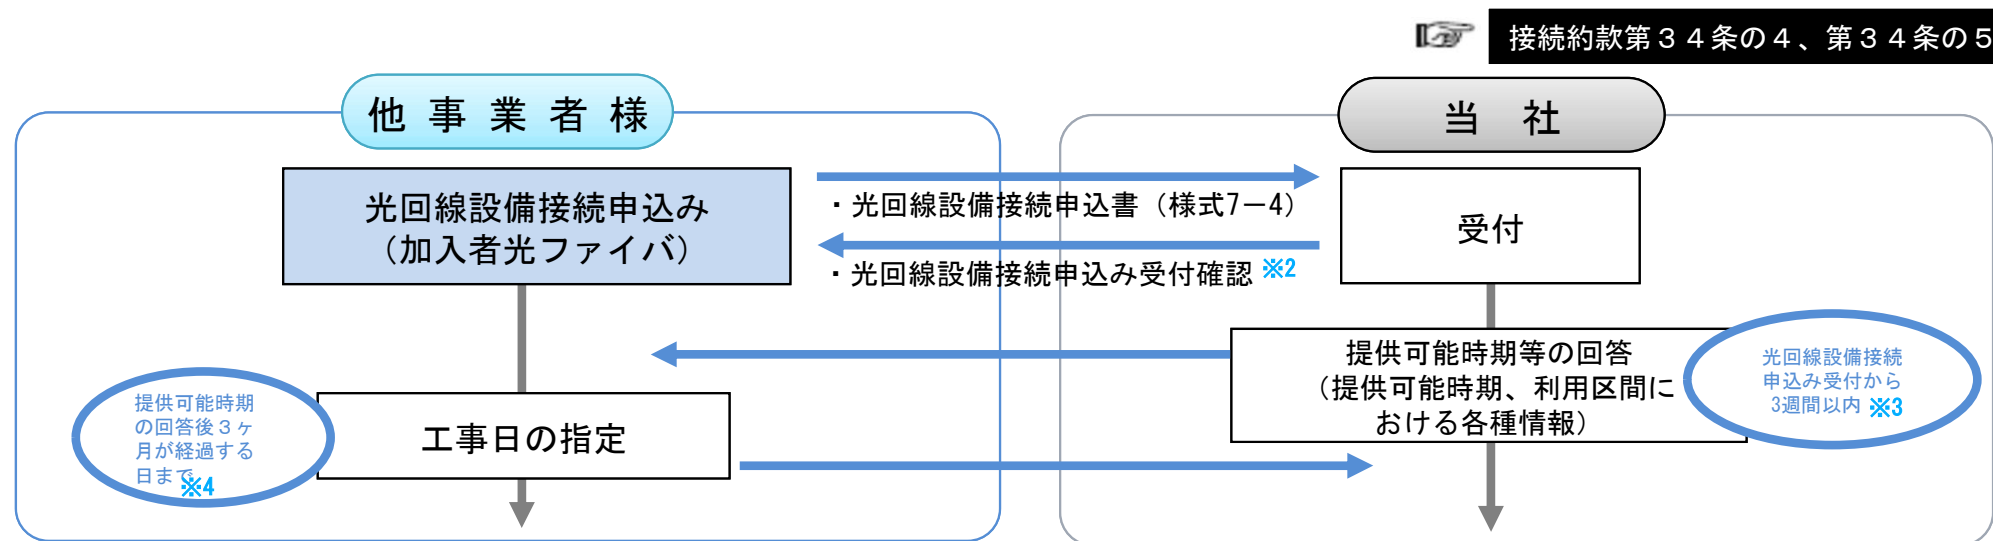 接続約款第３４条の４、第３４条の５
他事業者様
当社
光回線設備接続申込み
（加入者光ファイバ）
・光回線設備接続申込書（様式7－4）
受付
・光回線設備接続申込み受付確認 ※2
提供可能時期等の回答
（提供可能時期、利用区間に
おける各種情報）
光回線設備接続
申込み受付から
3週間以内 ※3
提供可能時期
の回答後３ヶ
月が経過する
日まで ※4
工事日の指定